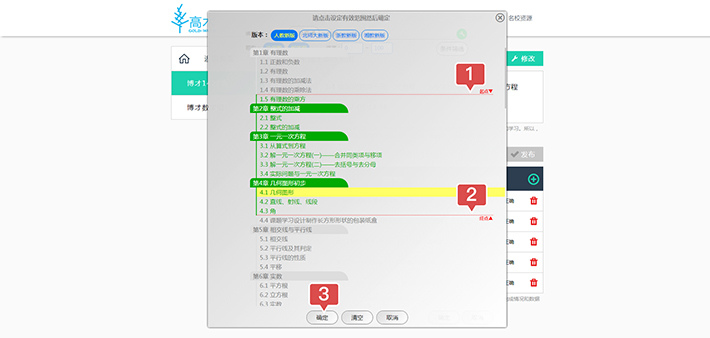 请点击设定有效范围然后确定
名校资源
高木
GOLD
版本：
人教新版
北师大新版
浙教新版
湘教新版
修改
第1章 有理数
1.1 正数和负数
1.2 有理数
1.3 有理数的加减法
1.4 有理数的乘除法
1
起点
1.5 有理数的乘方
第2章 整式的加减
2.1 整式
2.2 整式的加减
第3章 一元一次方程
3.1 从算式到方程
3.2 解一元一次方程(一)——合并同类项与移项
3.3 解一元一次方程(二)——去括号与去分母
3.4 实际问题与一元一次方程
第4章 几何图形初步
4.1 几何图形
4.2 直线、射线、线段
4.3 角
2
终点
4.4 课题学习设计制作长方形形状的包装纸盒
第5章 相交线与平行线
5.1 相交线
5.2 平行线及其判定
5.3 平行线的性质
5.4 平移
第6章 实数
6.1 平方根
6.2 立方根
6.3 实数
3
确定
清空
取消
博才1
博才数
程
发布